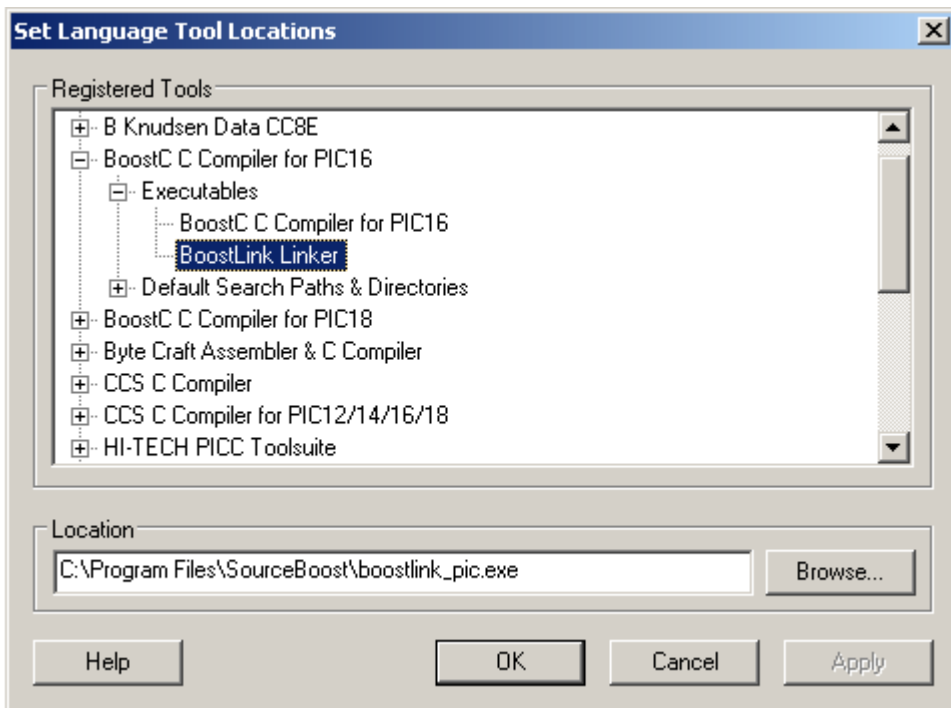 Set Language Tool Locations
Registered Tools
B Knudsen Data CC8E
BoostC C Compiler for PIC16
Executables
BoostC C Compiler for PIC16
BoostLink Linker
Default Search Paths & Directories
BoostC C Compiler for PIC18
Byte Craft Assembler & C Compiler
CCS C Compiler
CCS C Compiler for PIC12/14/16/18
HI-TECH PICC Toolsuite
Location
C:\Program Files\SourceBoost\boostlink_pic.exe Browse...
Help OK Cancel Apply